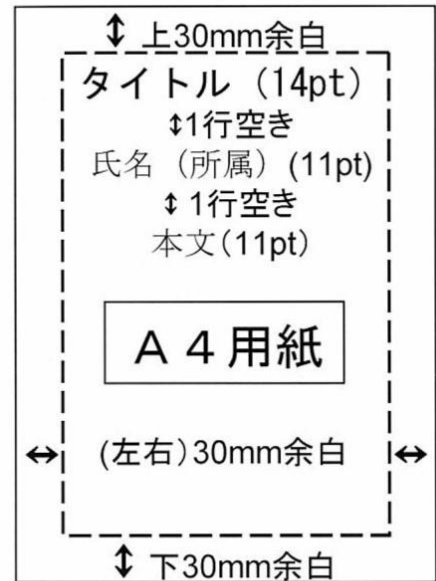 上30mm余白
タイトル（14pt）
↕1行空き
氏名（所属）(11pt)
↕1行空き
本文(11pt)
Ａ４用紙
(左右)30mm余白
下30mm余白